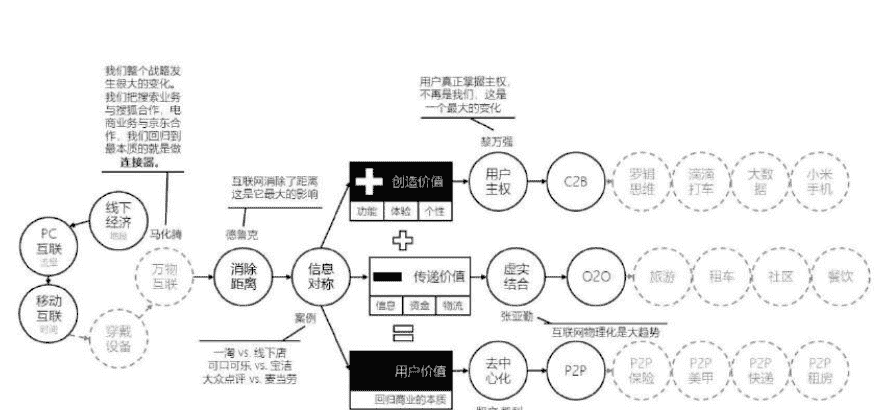 我们整个战略发
生很大的变化。
我们把搜索业务
与搜狐合作，电
商业务与京东合
作，我们回归到
最本质的就是做
连接器。
马化腾
线下
经济
地段
PC
互联
流量
移动
互联
时间
穿戴
设备
万物
互联
互联网消除了距离
这是它最大的影响
德鲁克
消除
距离
信息
对称
案例
一淘 vs. 线下店
可口可乐 vs. 宝洁
大众点评 vs. 麦当劳
用户真正掌握主权，
不再是我们，这是
一个最大的变化
黎万强
创造价值
功能 体验 个性
用户
主权
C2B
罗辑
思维
滴滴
打车
大数
据
小米
手机
传递价值
信息 资金 物流
虚实
结合
O2O
旅游
租车
社区
餐饮
张亚勤
互联网物理化是大趋势
用户价值
回归商业的本质
去中
心化
P2P
P2P
保险
P2P
美甲
P2P
快递
P2P
租房